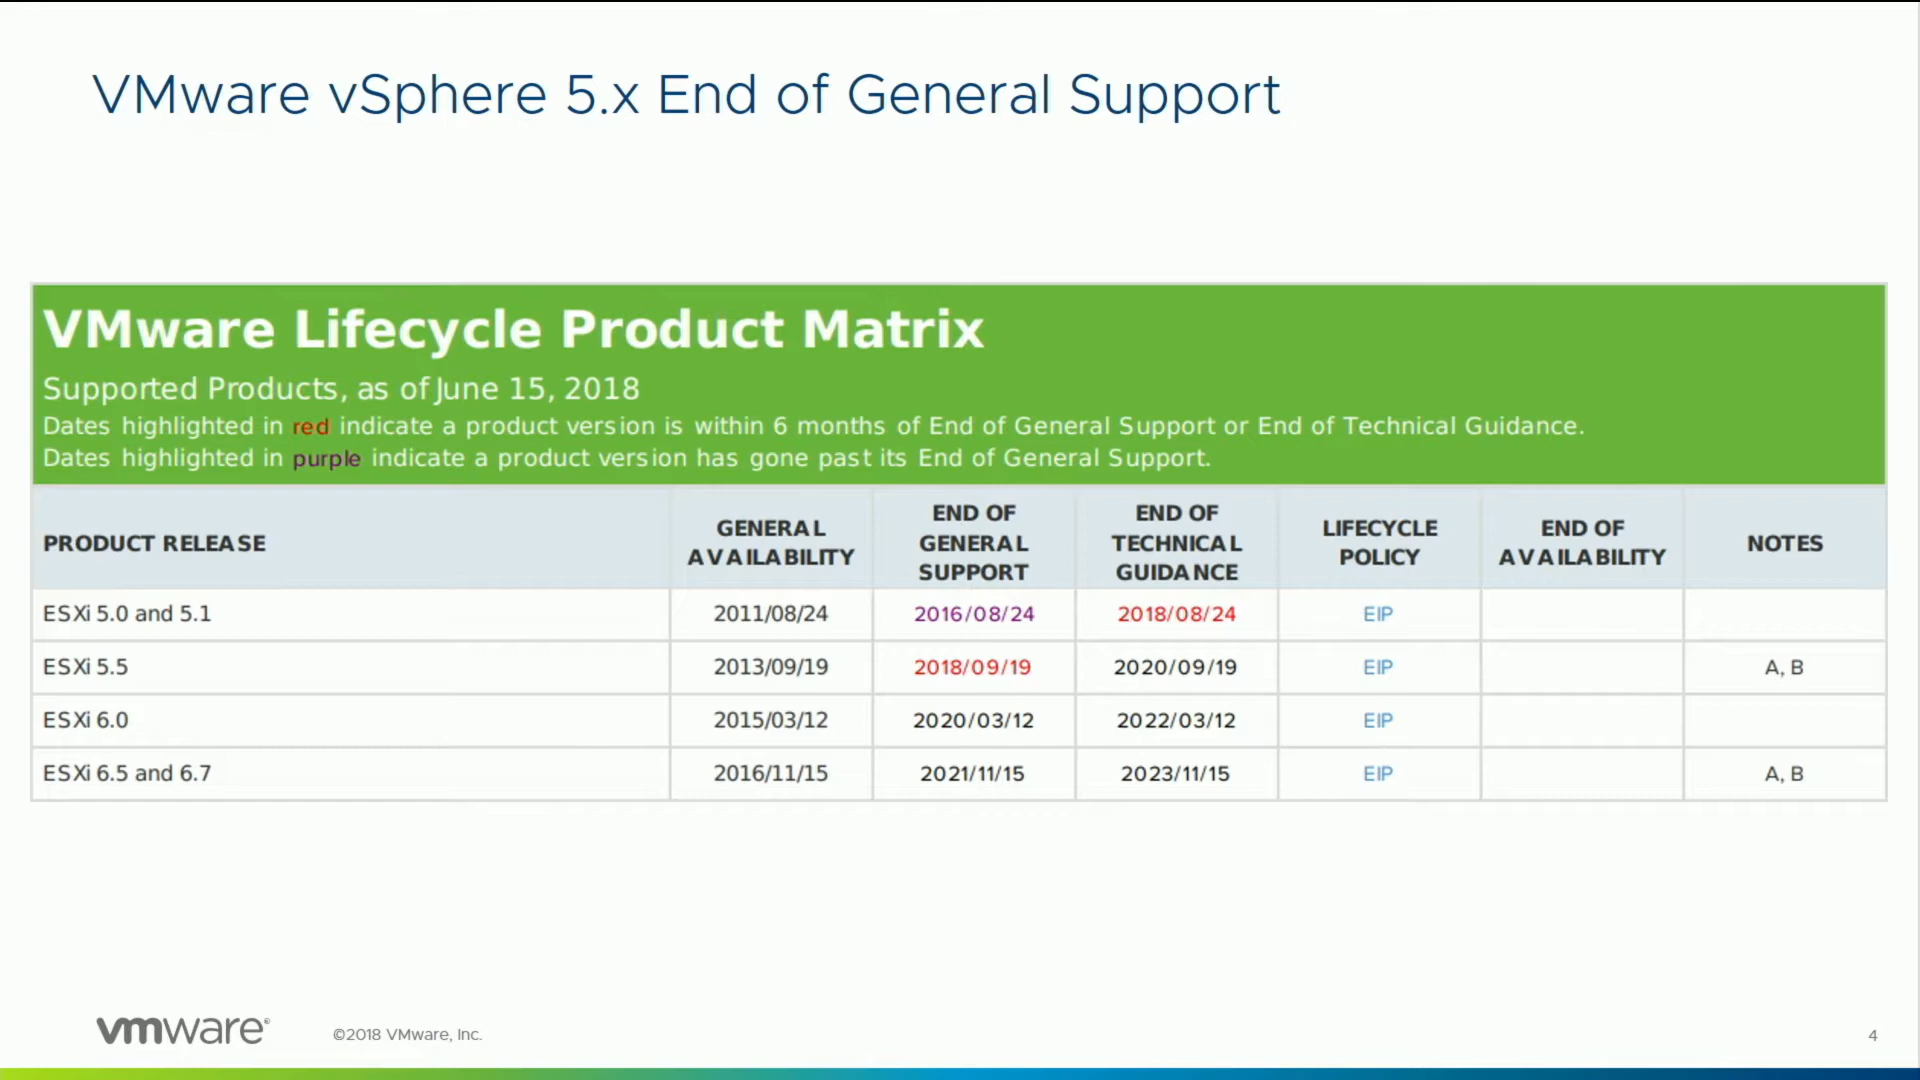 VMware vSphere 5.x End of General Support
VMware Lifecycle Product Matrix
Supported Products, as of June 15, 2018
Dates highlighted in red indicate a product version is within 6 months of End of General Support or End of Technical Guidance.
Dates highlighted in purple indicate a product version has gone past its End of General Support.
PRODUCT RELEASE
GENERAL
AVAILABILITY
END OF
GENERAL
SUPPORT
END OF
TECHNICAL
GUIDANCE
LIFECYCLE
POLICY
END OF
AVAILABILITY
NOTES
ESXi 5.0 and 5.1 2011/08/24 2016/08/24 2018/08/24 EIP
ESXi 5.5 2013/09/19 2018/09/19 2020/09/19 EIP A, B
ESXi 6.0 2015/03/12 2020/03/12 2022/03/12 EIP
ESXi 6.5 and 6.7 2016/11/15 2021/11/15 2023/11/15 EIP A, B
vmware® ©2018 VMware, Inc. 4